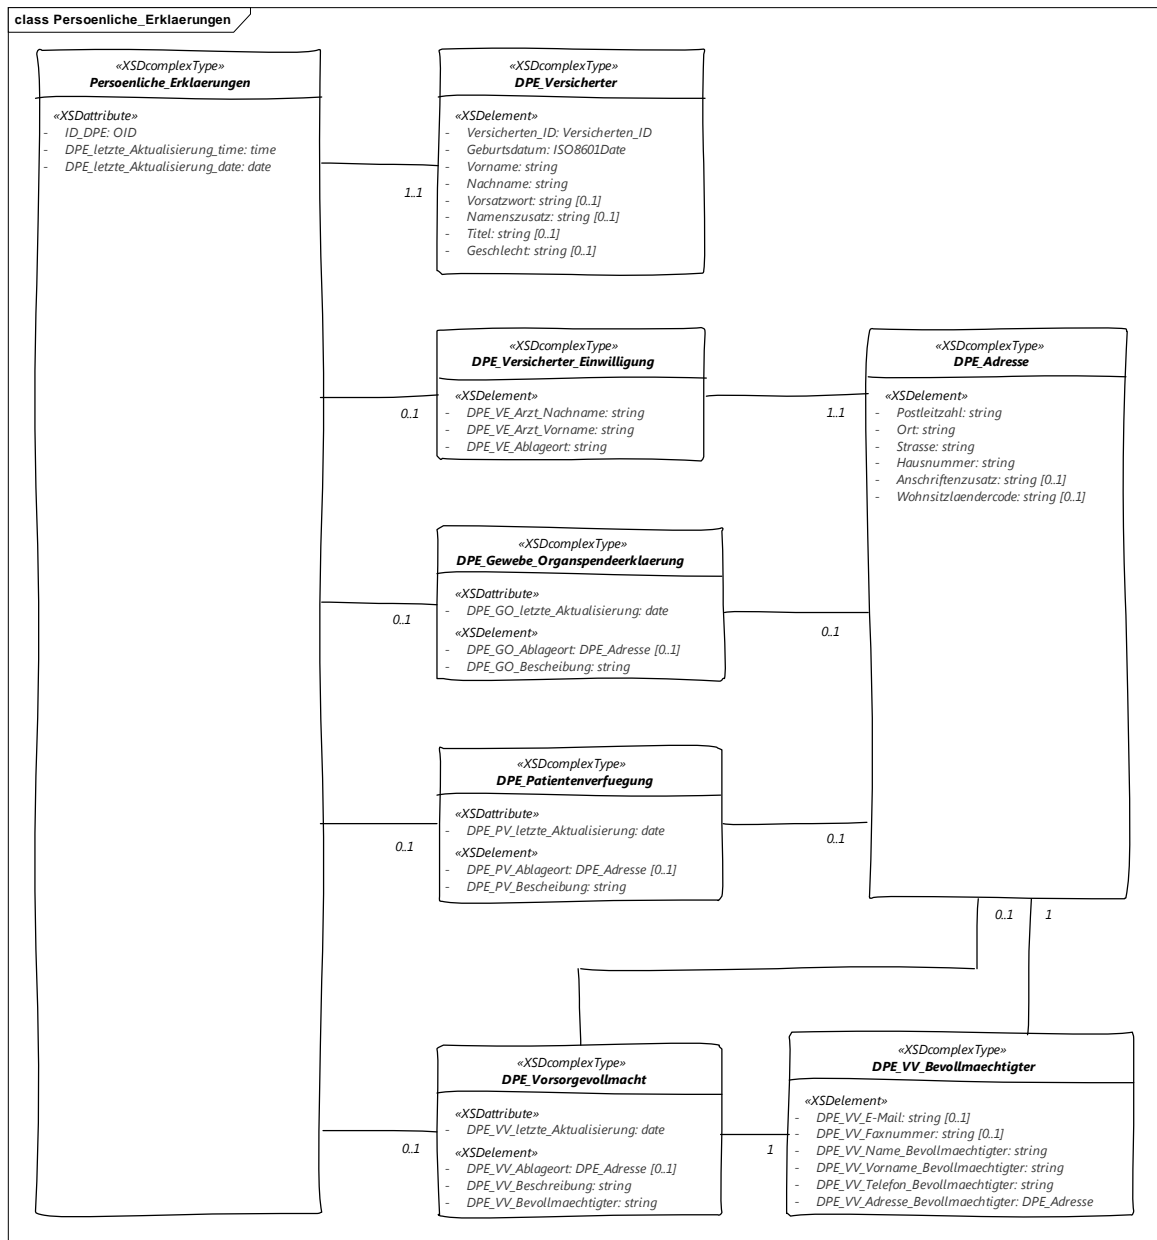 class Persoenliche_Erklaerungen
«XSDcomplexType»
Persoenliche_Erklaerungen
«XSDattribute»
- ID_DPE: OID
- DPE_letzte_Aktualisierung_time: time
- DPE_letzte_Aktualisierung_date: date
«XSDcomplexType»
DPE_Versicherter
«XSDelement»
- Versicherten_ID: Versicherten_ID
- Geburtsdatum: ISO8601Date
- Vorname: string
- Nachname: string
- Vorsatzwort: string [0..1]
- Namenszusatz: string [0..1]
- Titel: string [0..1]
- Geschlecht: string [0..1]
1..1
«XSDcomplexType»
DPE_Versicherter_Einwilligung
«XSDelement»
- DPE_VE_Arzt_Nachname: string
- DPE_VE_Arzt_Vorname: string
- DPE_VE_Ablageort: string
0..1
1..1
«XSDcomplexType»
DPE_Adresse
«XSDelement»
- Postleitzahl: string
- Ort: string
- Strasse: string
- Hausnummer: string
- Anschriftenzusatz: string [0..1]
- Wohnsitzlaendercode: string [0..1]
«XSDcomplexType»
DPE_Gewebe_Organspendeerklaerung
«XSDattribute»
- DPE_GO_letzte_Aktualisierung: date
«XSDelement»
- DPE_GO_Ablageort: DPE_Adresse [0..1]
- DPE_GO_Bescheibung: string
0..1
0..1
«XSDcomplexType»
DPE_Patientenverfuegung
«XSDattribute»
- DPE_PV_letzte_Aktualisierung: date
«XSDelement»
- DPE_PV_Ablageort: DPE_Adresse [0..1]
- DPE_PV_Bescheibung: string
0..1
0..1
0..1
1
«XSDcomplexType»
DPE_Vorsorgevollmacht
«XSDattribute»
- DPE_VV_letzte_Aktualisierung: date
«XSDelement»
- DPE_VV_Ablageort: DPE_Adresse [0..1]
- DPE_VV_Beschreibung: string
- DPE_VV_Bevollmaechtigter: string
0..1
1
«XSDcomplexType»
DPE_VV_Bevollmaechtigter
«XSDelement»
- DPE_VV_E-Mail: string [0..1]
- DPE_VV_Faxnummer: string [0..1]
- DPE_VV_Name_Bevollmaechtigter: string
- DPE_VV_Vorname_Bevollmaechtigter: string
- DPE_VV_Telefon_Bevollmaechtigter: string
- DPE_VV_Adresse_Bevollmaechtigter: DPE_Adresse